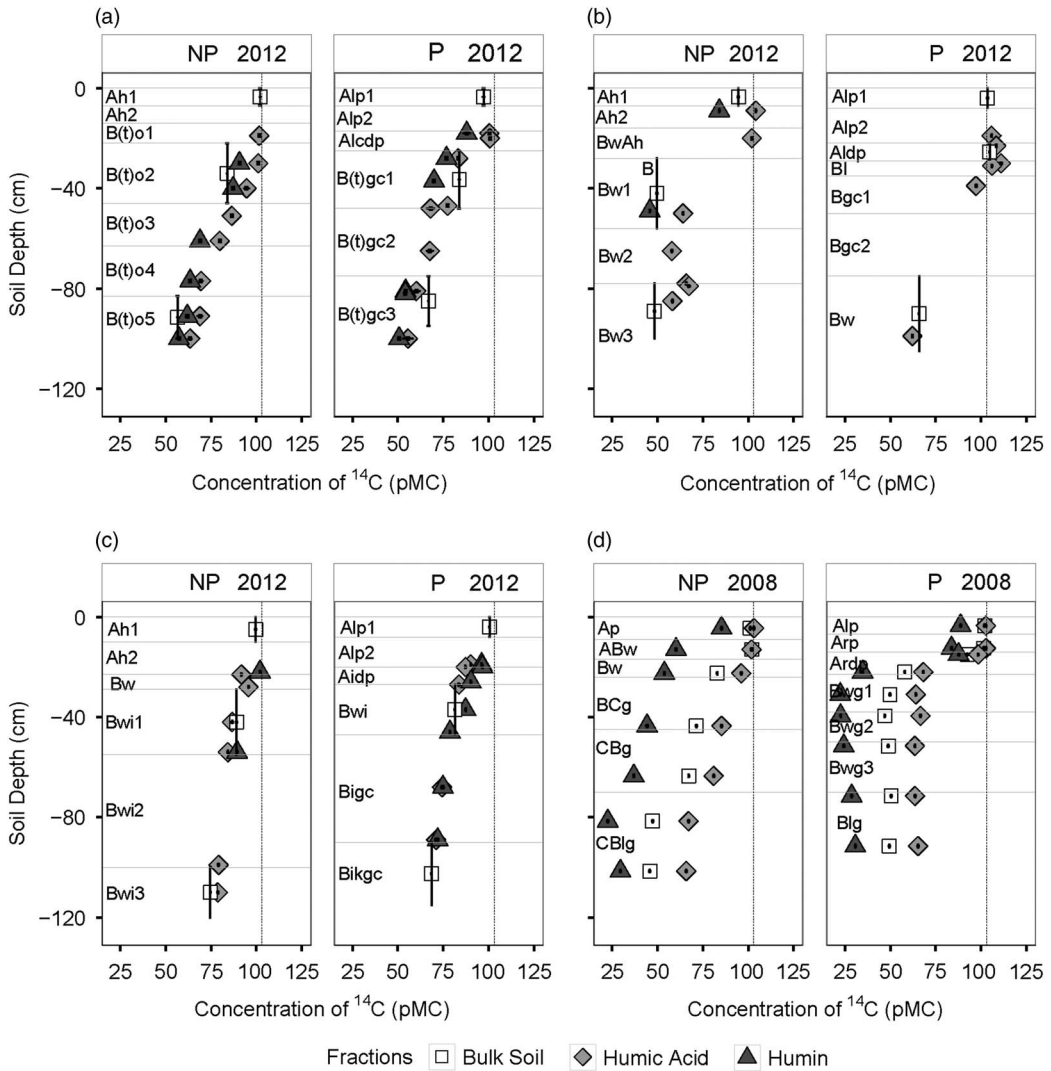 (a)
NP 2012
P 2012
Soil Depth (cm)
0
−40
−80
−120
Ah1
Ah2
B(t)o1
B(t)o2
B(t)o3
B(t)o4
B(t)o5
Alp1
Alp2
Alcdp
B(t)gc1
B(t)gc2
B(t)gc3
25 50 75 100 125
25 50 75 100 125
Concentration of ¹⁴C (pMC)
(b)
NP 2012
P 2012
Ah1
Ah2
BwAh
Bl
Bw1
Bw2
Bw3
Alp1
Alp2
Aldp
Bl
Bgc1
Bgc2
Bw
25 50 75 100 125
25 50 75 100 125
Concentration of ¹⁴C (pMC)
(c)
NP 2012
P 2012
Soil Depth (cm)
0
−40
−80
−120
Ah1
Ah2
Bw
Bwi1
Bwi2
Bwi3
Alp1
Alp2
Aidp
Bwi
Bigc
Bikgc
25 50 75 100 125
25 50 75 100 125
Concentration of ¹⁴C (pMC)
(d)
NP 2008
P 2008
Ap
ABw
Bw
BCg
CBg
CBlg
Alp
Arp
Ardp
Bwg1
Bwg2
Bwg3
Blg
25 50 75 100 125
25 50 75 100 125
Concentration of ¹⁴C (pMC)
Fractions Bulk Soil Humic Acid Humin